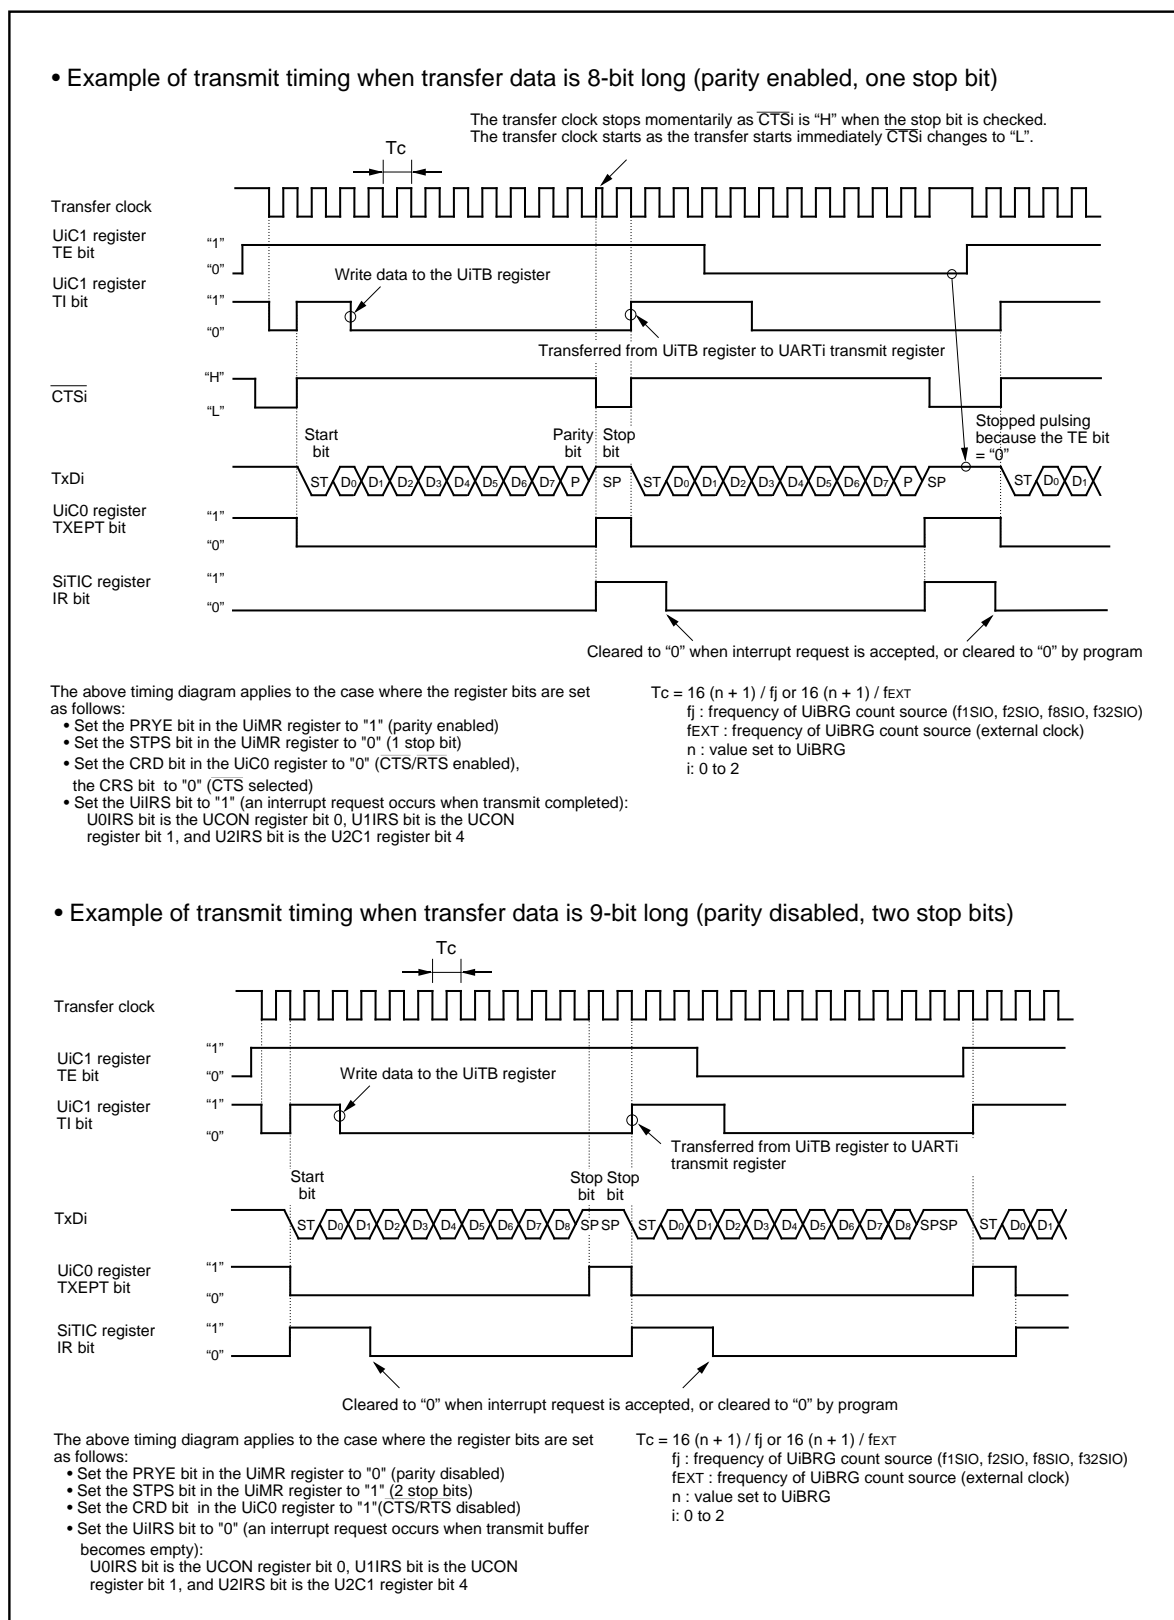 • Example of transmit timing when transfer data is 8-bit long (parity enabled, one stop bit)
The transfer clock stops momentarily as CTSi is “H” when the stop bit is checked.
The transfer clock starts as the transfer starts immediately CTSi changes to “L”.
Tc
Transfer clock
UiC1 register
TE bit
“1”
“0”
Write data to the UiTB register
UiC1 register
TI bit
“1”
“0”
Transferred from UiTB register to UARTi transmit register
CTSi
“H”
“L”
Start
bit
Parity
bit
Stop
bit
Stopped pulsing
because the TE bit
= “0”
TxDi
ST D0 D1 D2 D3 D4 D5 D6 D7 P SP ST D0 D1 D2 D3 D4 D5 D6 D7 P SP ST D0 D1
UiC0 register
TXEPT bit
“1”
“0”
SiTIC register
IR bit
“1”
“0”
Cleared to “0” when interrupt request is accepted, or cleared to “0” by program
The above timing diagram applies to the case where the register bits are set
as follows:
• Set the PRYE bit in the UiMR register to "1" (parity enabled)
• Set the STPS bit in the UiMR register to "0" (1 stop bit)
• Set the CRD bit in the UiC0 register to "0" (CTS/RTS enabled),
the CRS bit to "0" (CTS selected)
• Set the UiIRS bit to "1" (an interrupt request occurs when transmit completed):
U0IRS bit is the UCON register bit 0, U1IRS bit is the UCON
register bit 1, and U2IRS bit is the U2C1 register bit 4
Tc = 16 (n + 1) / fj or 16 (n + 1) / fEXT
fj : frequency of UiBRG count source (f1SIO, f2SIO, f8SIO, f32SIO)
fEXT : frequency of UiBRG count source (external clock)
n : value set to UiBRG
i: 0 to 2
• Example of transmit timing when transfer data is 9-bit long (parity disabled, two stop bits)
Tc
Transfer clock
UiC1 register
TE bit
“1”
“0”
Write data to the UiTB register
UiC1 register
TI bit
“1”
“0”
Transferred from UiTB register to UARTi
transmit register
Start
bit
Stop
bit
Stop
bit
TxDi
ST D0 D1 D2 D3 D4 D5 D6 D7 D8 SP SP ST D0 D1 D2 D3 D4 D5 D6 D7 D8 SPSP ST D0 D1
UiC0 register
TXEPT bit
“1”
“0”
SiTIC register
IR bit
“1”
“0”
Cleared to “0” when interrupt request is accepted, or cleared to “0” by program
The above timing diagram applies to the case where the register bits are set
as follows:
• Set the PRYE bit in the UiMR register to "0" (parity disabled)
• Set the STPS bit in the UiMR register to "1" (2 stop bits)
• Set the CRD bit in the UiC0 register to "1"(CTS/RTS disabled)
• Set the UiIRS bit to "0" (an interrupt request occurs when transmit buffer
becomes empty):
U0IRS bit is the UCON register bit 0, U1IRS bit is the UCON
register bit 1, and U2IRS bit is the U2C1 register bit 4
Tc = 16 (n + 1) / fj or 16 (n + 1) / fEXT
fj : frequency of UiBRG count source (f1SIO, f2SIO, f8SIO, f32SIO)
fEXT : frequency of UiBRG count source (external clock)
n : value set to UiBRG
i: 0 to 2